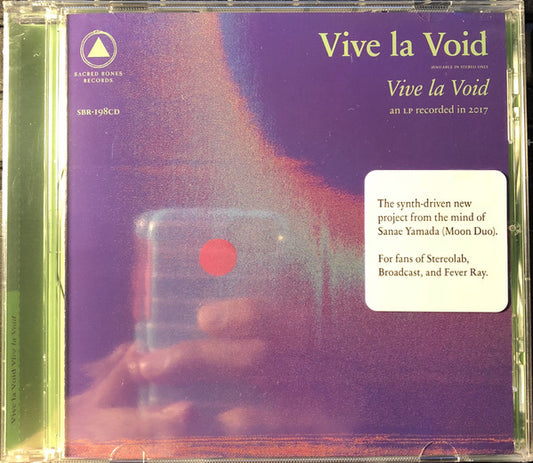 SACRED BONES
RECORDS
SBR-198CD
Vive la Void
AVAILABLE IN STEREO ONLY
Vive la Void
an LP recorded in 2017
The synth-driven new
project from the mind of
Sanae Yamada (Moon Duo).
For fans of Stereolab,
Broadcast, and Fever Ray.
Vive la Void Vive la Void